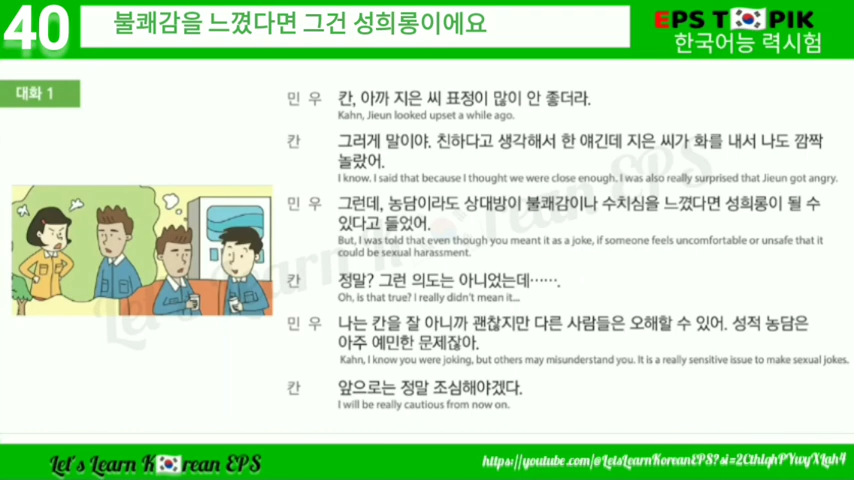 40 불쾌감을 느꼈다면 그건 성희롱이에요
EPS T PIK
한국어능 력시험
대화 1
민 우 칸, 아까 지은 씨 표정이 많이 안 좋더라.
Kahn, Jieun looked upset a while ago.
칸 그러게 말이야. 친하다고 생각해서 한 얘긴데 지은 씨가 화를 내서 나도 깜짝
놀랐어.
I know. I said that because I thought we were close enough. I was also really surprised that Jieun got angry.
민 우 그런데, 농담이라도 상대방이 불쾌감이나 수치심을 느꼈다면 성희롱이 될 수
있다고 들었어.
But, I was told that even though you meant it as a joke, if someone feels uncomfortable or unsafe that it
could be sexual harassment.
칸 정말? 그런 의도는 아니었는데…….
Oh, is that true? I really didn't mean it...
민 우 나는 칸을 잘 아니까 괜찮지만 다른 사람들은 오해할 수 있어. 성적 농담은
아주 예민한 문제잖아.
Kahn, I know you were joking, but others may misunderstand you. It is a really sensitive issue to make sexual jokes.
칸 앞으로는 정말 조심해야겠다.
I will be really cautious from now on.
Let's Learn Korean EPS
Let's Learn K rean EPS
https://youtube.com/@LetsLearnKoreanEPS?si=2CthlqhPYwyXLah4